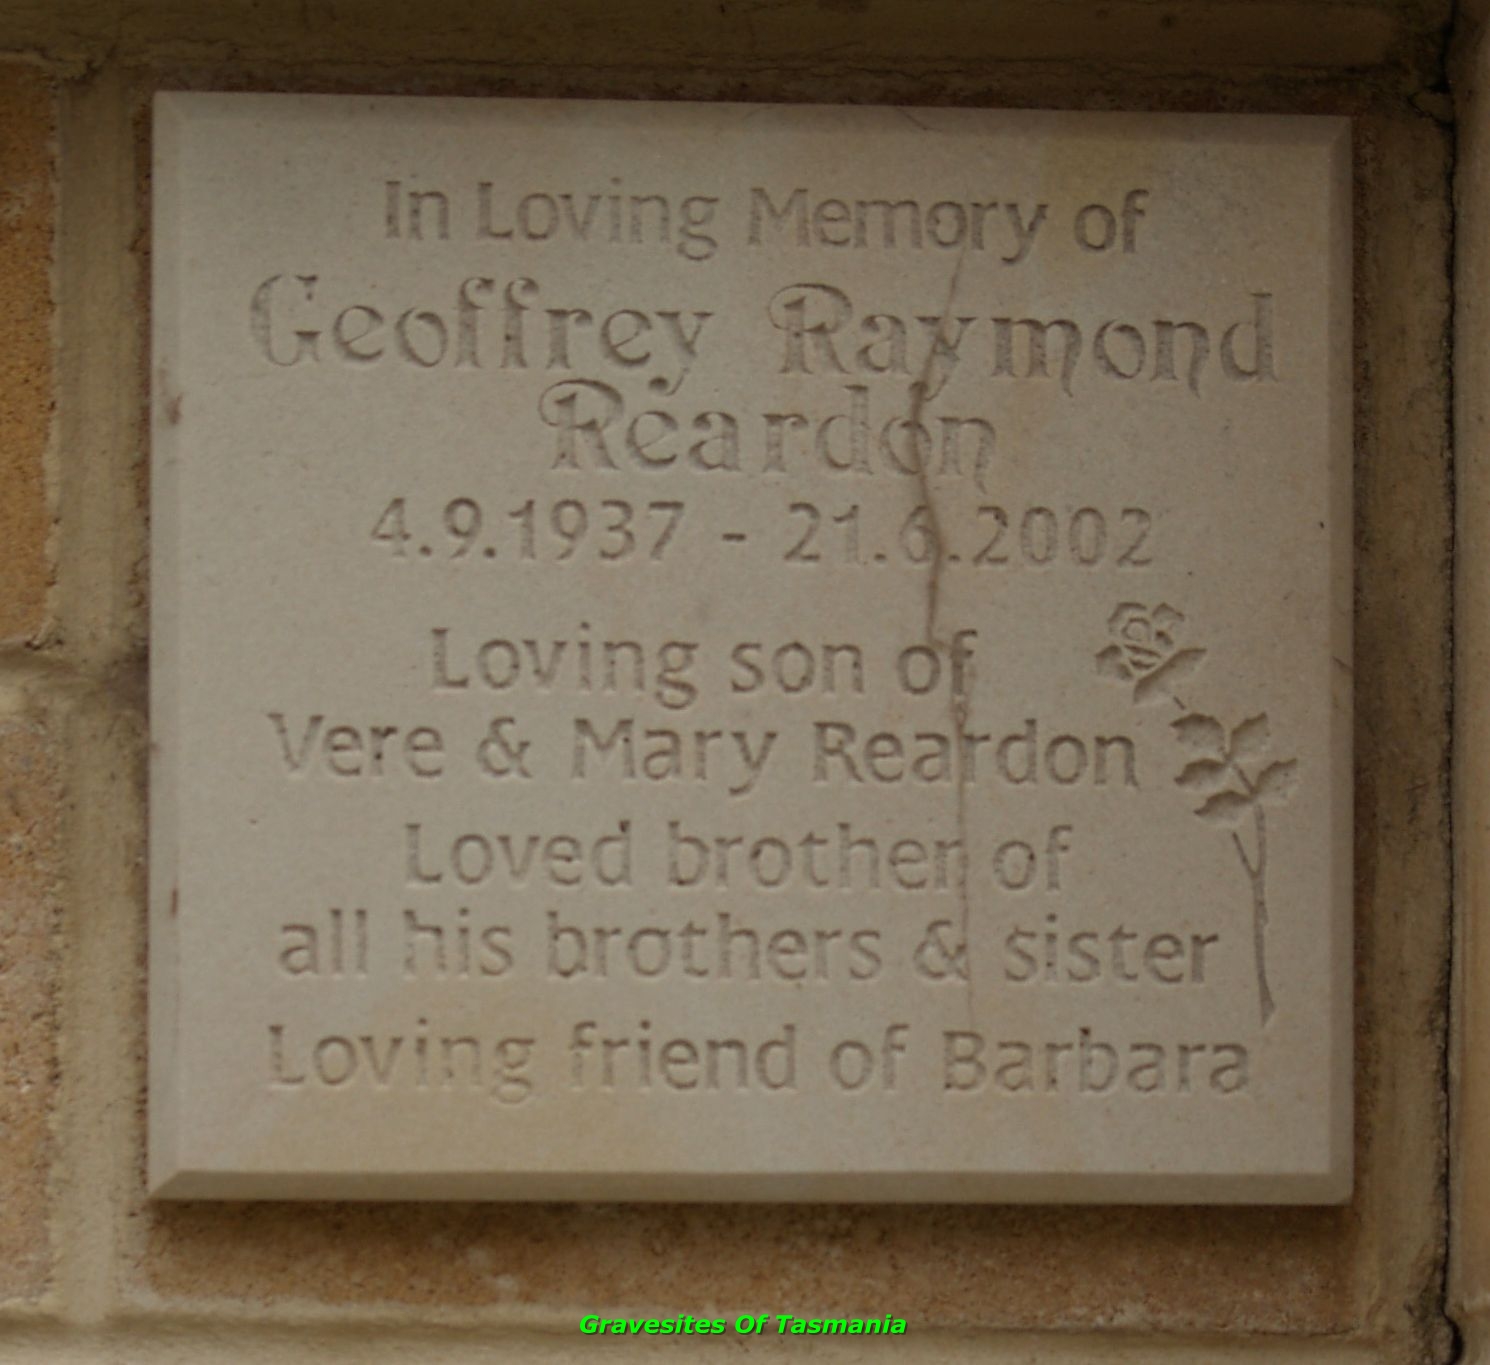 In Loving Memory of
Geoffrey Raymond
Reardon
4.9.1937 - 21.6.2002
Loving son of
Vere & Mary Reardon
Loved brother of
all his brothers & sister
Loving friend of Barbara
Gravesites Of Tasmania